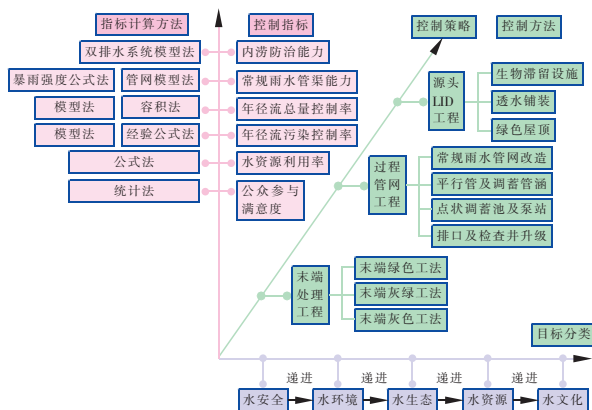 指标计算方法
控制指标
双排水系统模型法
内涝防治能力
暴雨强度公式法
管网模型法
常规雨水管渠能力
模型法
容积法
年径流总量控制率
模型法
经验公式法
年径流污染控制率
公式法
水资源利用率
统计法
公众参与
满意度
控制策略
控制方法
源头
LID
工程
生物滞留设施
透水铺装
绿色屋顶
过程
管网
工程
常规雨水管网改造
平行管及调蓄管涵
点状调蓄池及泵站
排口及检查井升级
末端
处理
工程
末端绿色工法
末端灰绿工法
末端灰色工法
目标分类
递进
递进
递进
递进
水安全
水环境
水生态
水资源
水文化